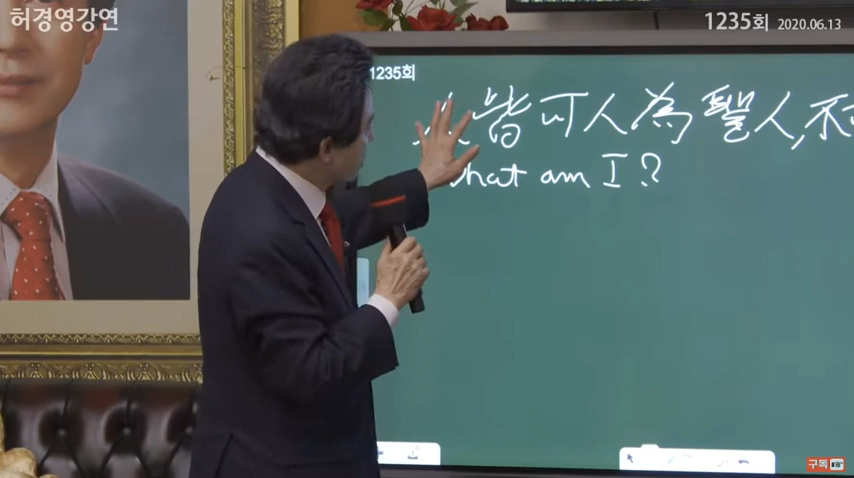 허경영강연
1235회 2020.06.13
1235회
皆可人為聖人,不
What am I?
구독